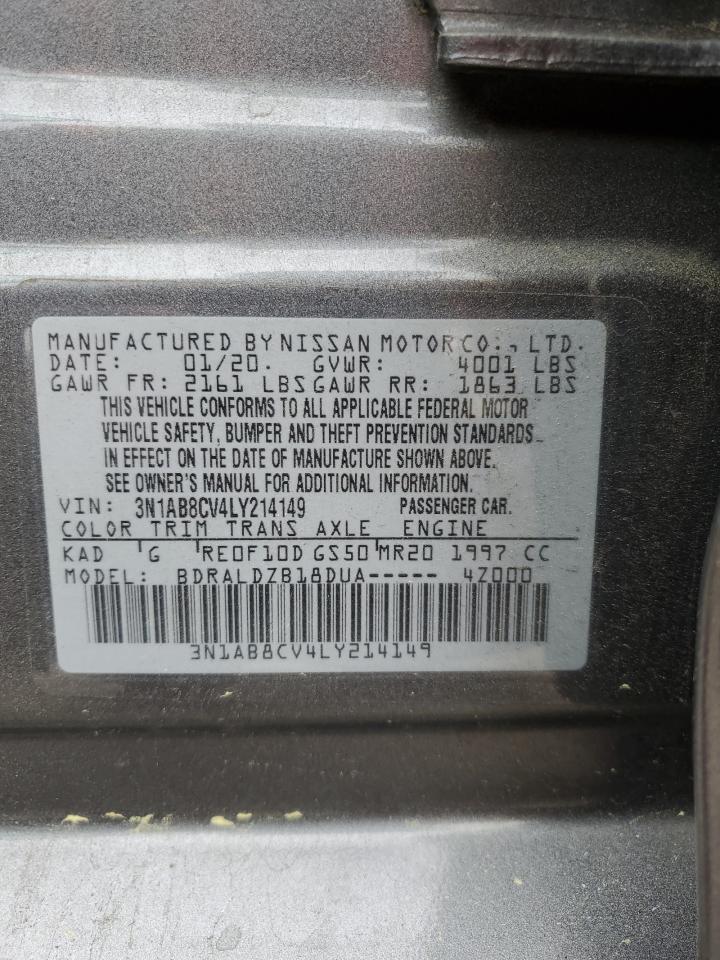 MANUFACTURED BY NISSAN MOTOR CO., LTD.
DATE: 01/20. GVWR: 4001 LBS
GAWR FR: 2161 LBS GAWR RR: 1863 LBS
THIS VEHICLE CONFORMS TO ALL APPLICABLE FEDERAL MOTOR
VEHICLE SAFETY, BUMPER AND THEFT PREVENTION STANDARDS
IN EFFECT ON THE DATE OF MANUFACTURE SHOWN ABOVE.
SEE OWNER'S MANUAL FOR ADDITIONAL INFORMATION.
VIN: 3N1AB8CV4LY214149 PASSENGER CAR.
COLOR TRIM TRANS AXLE ENGINE
KAD G RE0F10D GS50 MR20 1997 CC
MODEL: BDRALDZB18DUA----- 4Z000
3N1AB8CV4LY214149